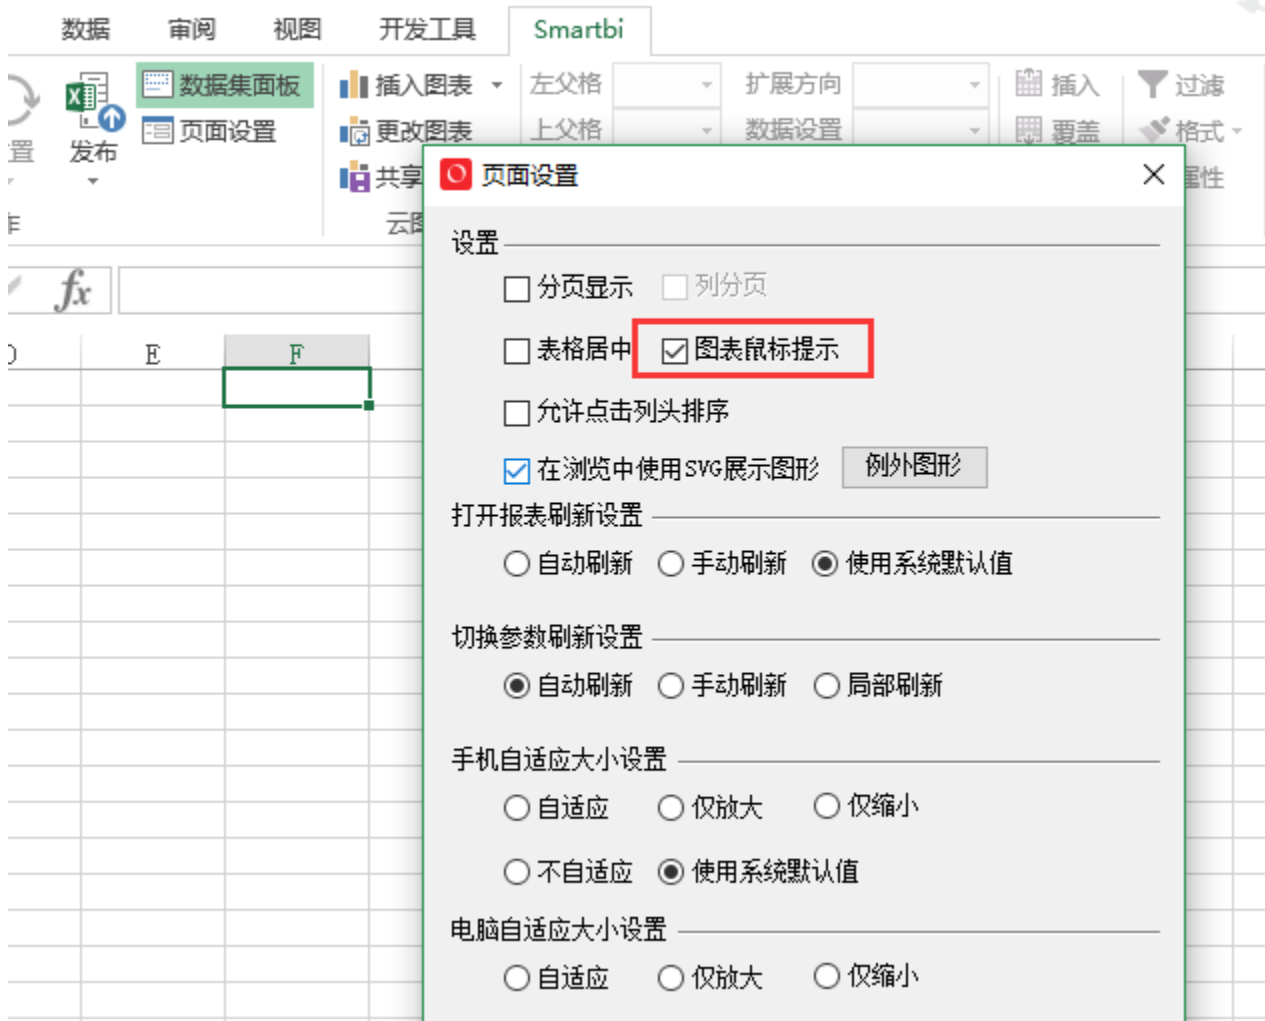 数据 审阅 视图 开发工具 Smartbi
数据集面板 插入图表 左父格 扩展方向 插入 过滤
页面设置 更改图表 上父格 数据设置 覆盖 格式
置 发布 共享 属性
作 云图
页面设置
设置
fx
分页显示 列分页
E F
表格居中 图表鼠标提示
允许点击列头排序
在浏览中使用SVG展示图形 例外图形
打开报表刷新设置
自动刷新 手动刷新 使用系统默认值
切换参数刷新设置
自动刷新 手动刷新 局部刷新
手机自适应大小设置
自适应 仅放大 仅缩小
不自适应 使用系统默认值
电脑自适应大小设置
自适应 仅放大 仅缩小